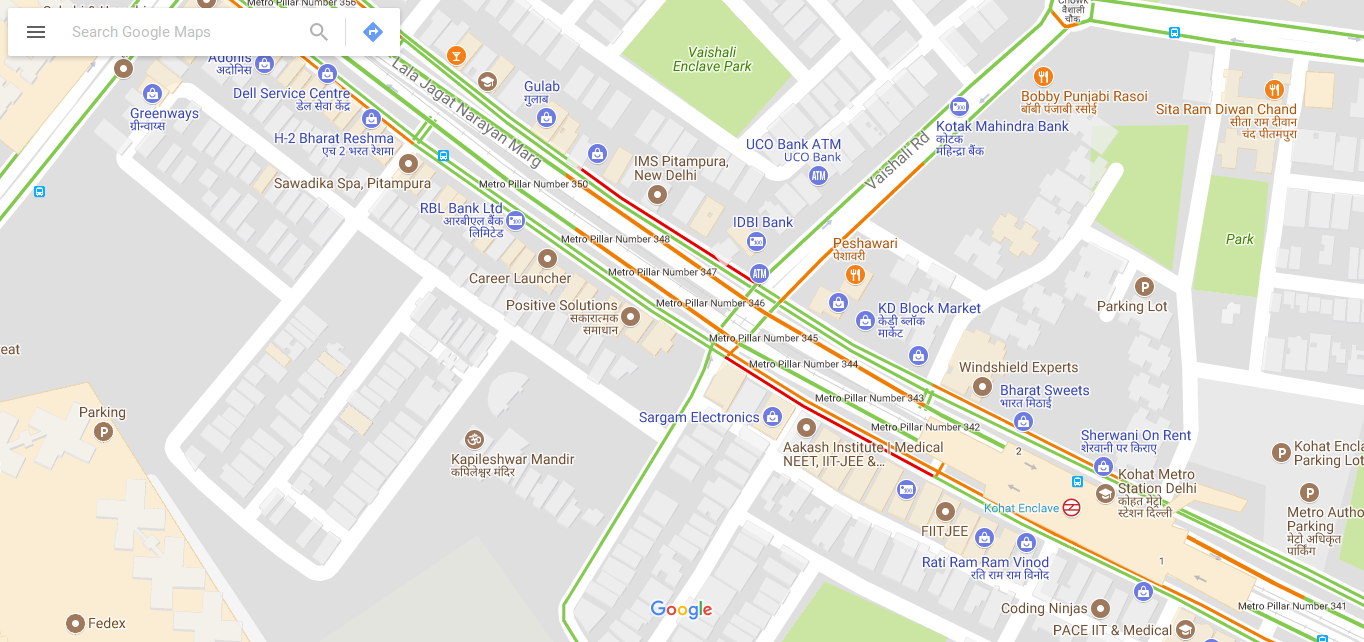 Metro Pillar Number 356
Search Google Maps
चौक
वैशाली
चौक
Vaishali
Enclave Park
Adonis
अदोनिस
Dell Service Centre
डेल सेवा केंद्र
Greenways
ग्रीनवाय्स
Lala Jagat Narayan Marg
Gulab
गुलाब
Bobby Punjabi Rasoi
बॉबी पंजाबी रसोई
Sita Ram Diwan Chand
सीता राम दीवान
चंद पीतमपुरा
H-2 Bharat Reshma
एच 2 भरत रेशमा
Kotak Mahindra Bank
कोटक
महिन्द्रा बैंक
UCO Bank ATM
UCO Bank
ATM
Vaishali Rd
IMS Pitampura,
New Delhi
Sawadika Spa, Pitampura
Metro Pillar Number 350
RBL Bank Ltd
आरबीएल बैंक
लिमिटेड
IDBI Bank
Metro Pillar Number 348
Peshawari
पेशावरी
Park
Career Launcher
Metro Pillar Number 347
ATM
Positive Solutions
सकारात्मक
समाधान
Metro Pillar Number 346
KD Block Market
केडी ब्लॉक
मार्केट
P
Parking Lot
Metro Pillar Number 345
eat
Metro Pillar Number 344
Windshield Experts
Bharat Sweets
भारत मिठाई
Metro Pillar Number 343
Parking
P
Sargam Electronics
Metro Pillar Number 342
Sherwani On Rent
शेरवानी पर किराए
Aakash Institute | Medical
NEET, IIT-JEE &...
2
P
Kohat Encla
Parking Lot
Kapileshwar Mandir
कपिलेश्वर मंदिर
Kohat Metro
Station Delhi
कोहत मेट्रो
स्टेशन दिल्ली
Kohat Enclave
P
Metro Autho
Parking
मेटो अधिकृत
पार्किंग
FIITJEE
Rati Ram Ram Vinod
रति राम राम विनोद
1
Google
Coding Ninjas
Metro Pillar Number 341
Fedex
PACE IIT & Medical